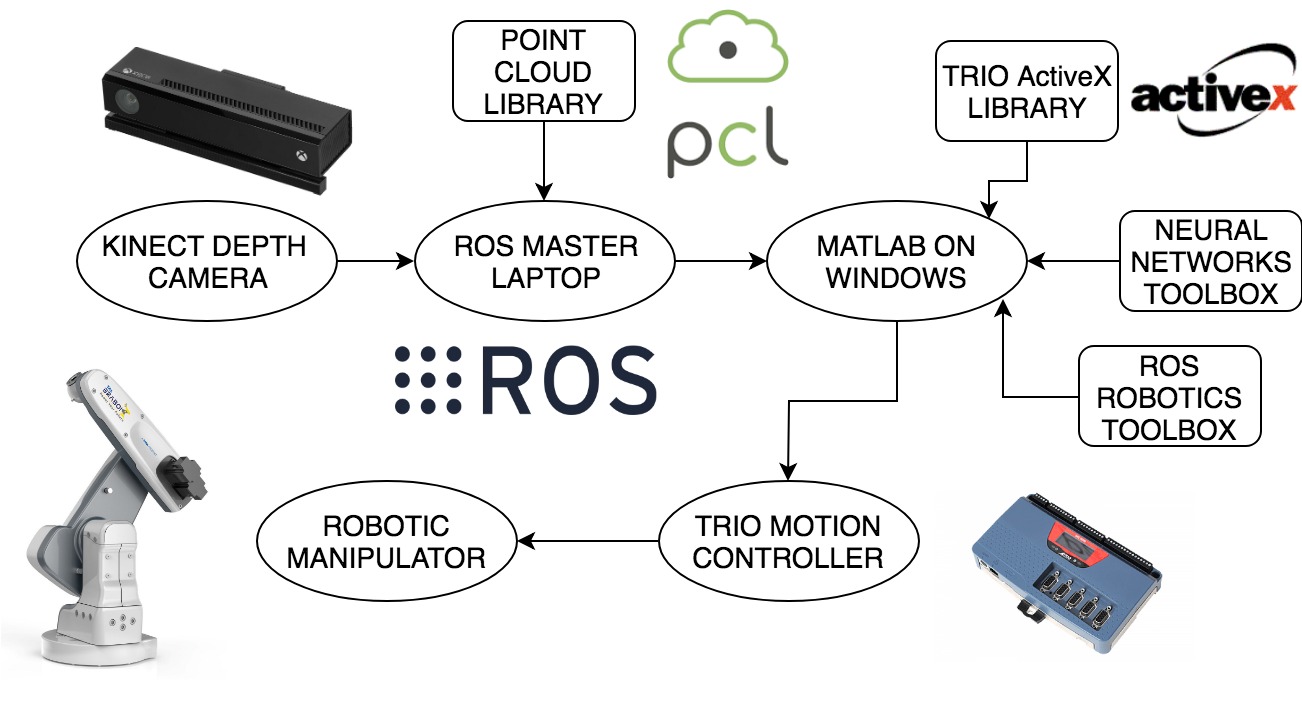 POINT
CLOUD
LIBRARY
pcl
TRIO ActiveX
LIBRARY
activex
KINECT DEPTH
CAMERA
ROS MASTER
LAPTOP
MATLAB ON
WINDOWS
NEURAL
NETWORKS
TOOLBOX
ROS
ROS
ROBOTICS
TOOLBOX
ROBOTIC
MANIPULATOR
TRIO MOTION
CONTROLLER